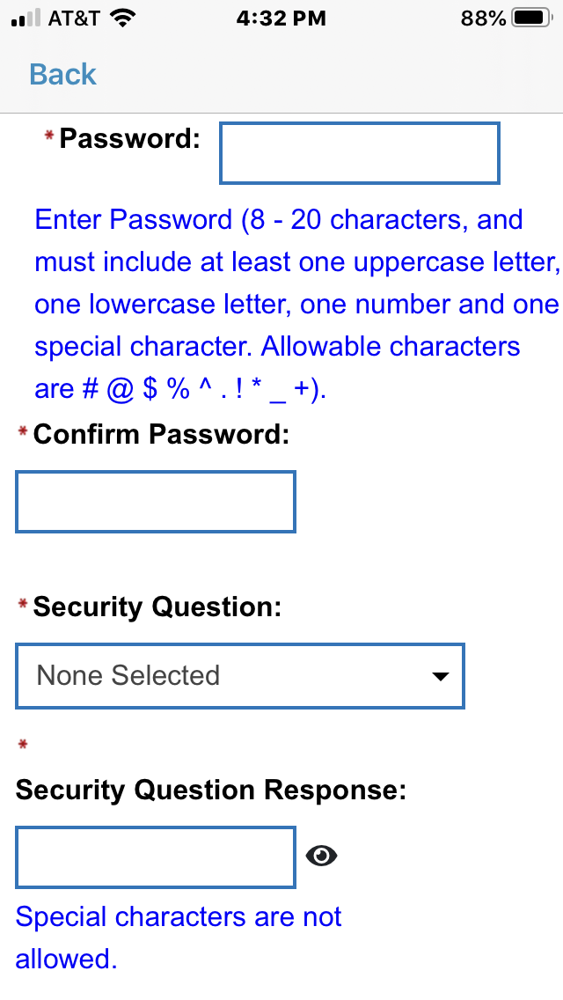 AT&T 4:32 PM 88%
Back
* Password:
Enter Password (8 - 20 characters, and
must include at least one uppercase letter,
one lowercase letter, one number and one
special character. Allowable characters
are # @ $ % ^ . ! * _ +).
* Confirm Password:
* Security Question:
None Selected
*
Security Question Response:
Special characters are not
allowed.